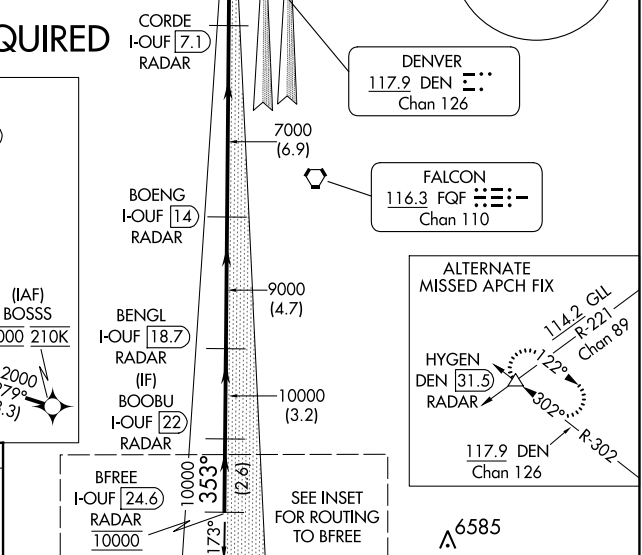 QUIRED
CORDE
I-OUF 7.1
RADAR
DENVER
117.9 DEN
Chan 126
7000
(6.9)
FALCON
116.3 FQF
Chan 110
BOENG
I-OUF 14
RADAR
9000
(4.7)
(IAF)
BOSSS
000 210K
2000
279°
.3)
BENGL
I-OUF 18.7
RADAR
(IF)
BOOBU
I-OUF 22
RADAR
10000
(3.2)
BFREE
I-OUF 24.6
RADAR
10000
10000
353°
(2.6)
173°
SEE INSET
FOR ROUTING
TO BFREE
ALTERNATE
MISSED APCH FIX
114.2 GLL
R-221
Chan 89
HYGEN
DEN 31.5
RADAR
122°
302°
R-302
117.9 DEN
Chan 126
6585